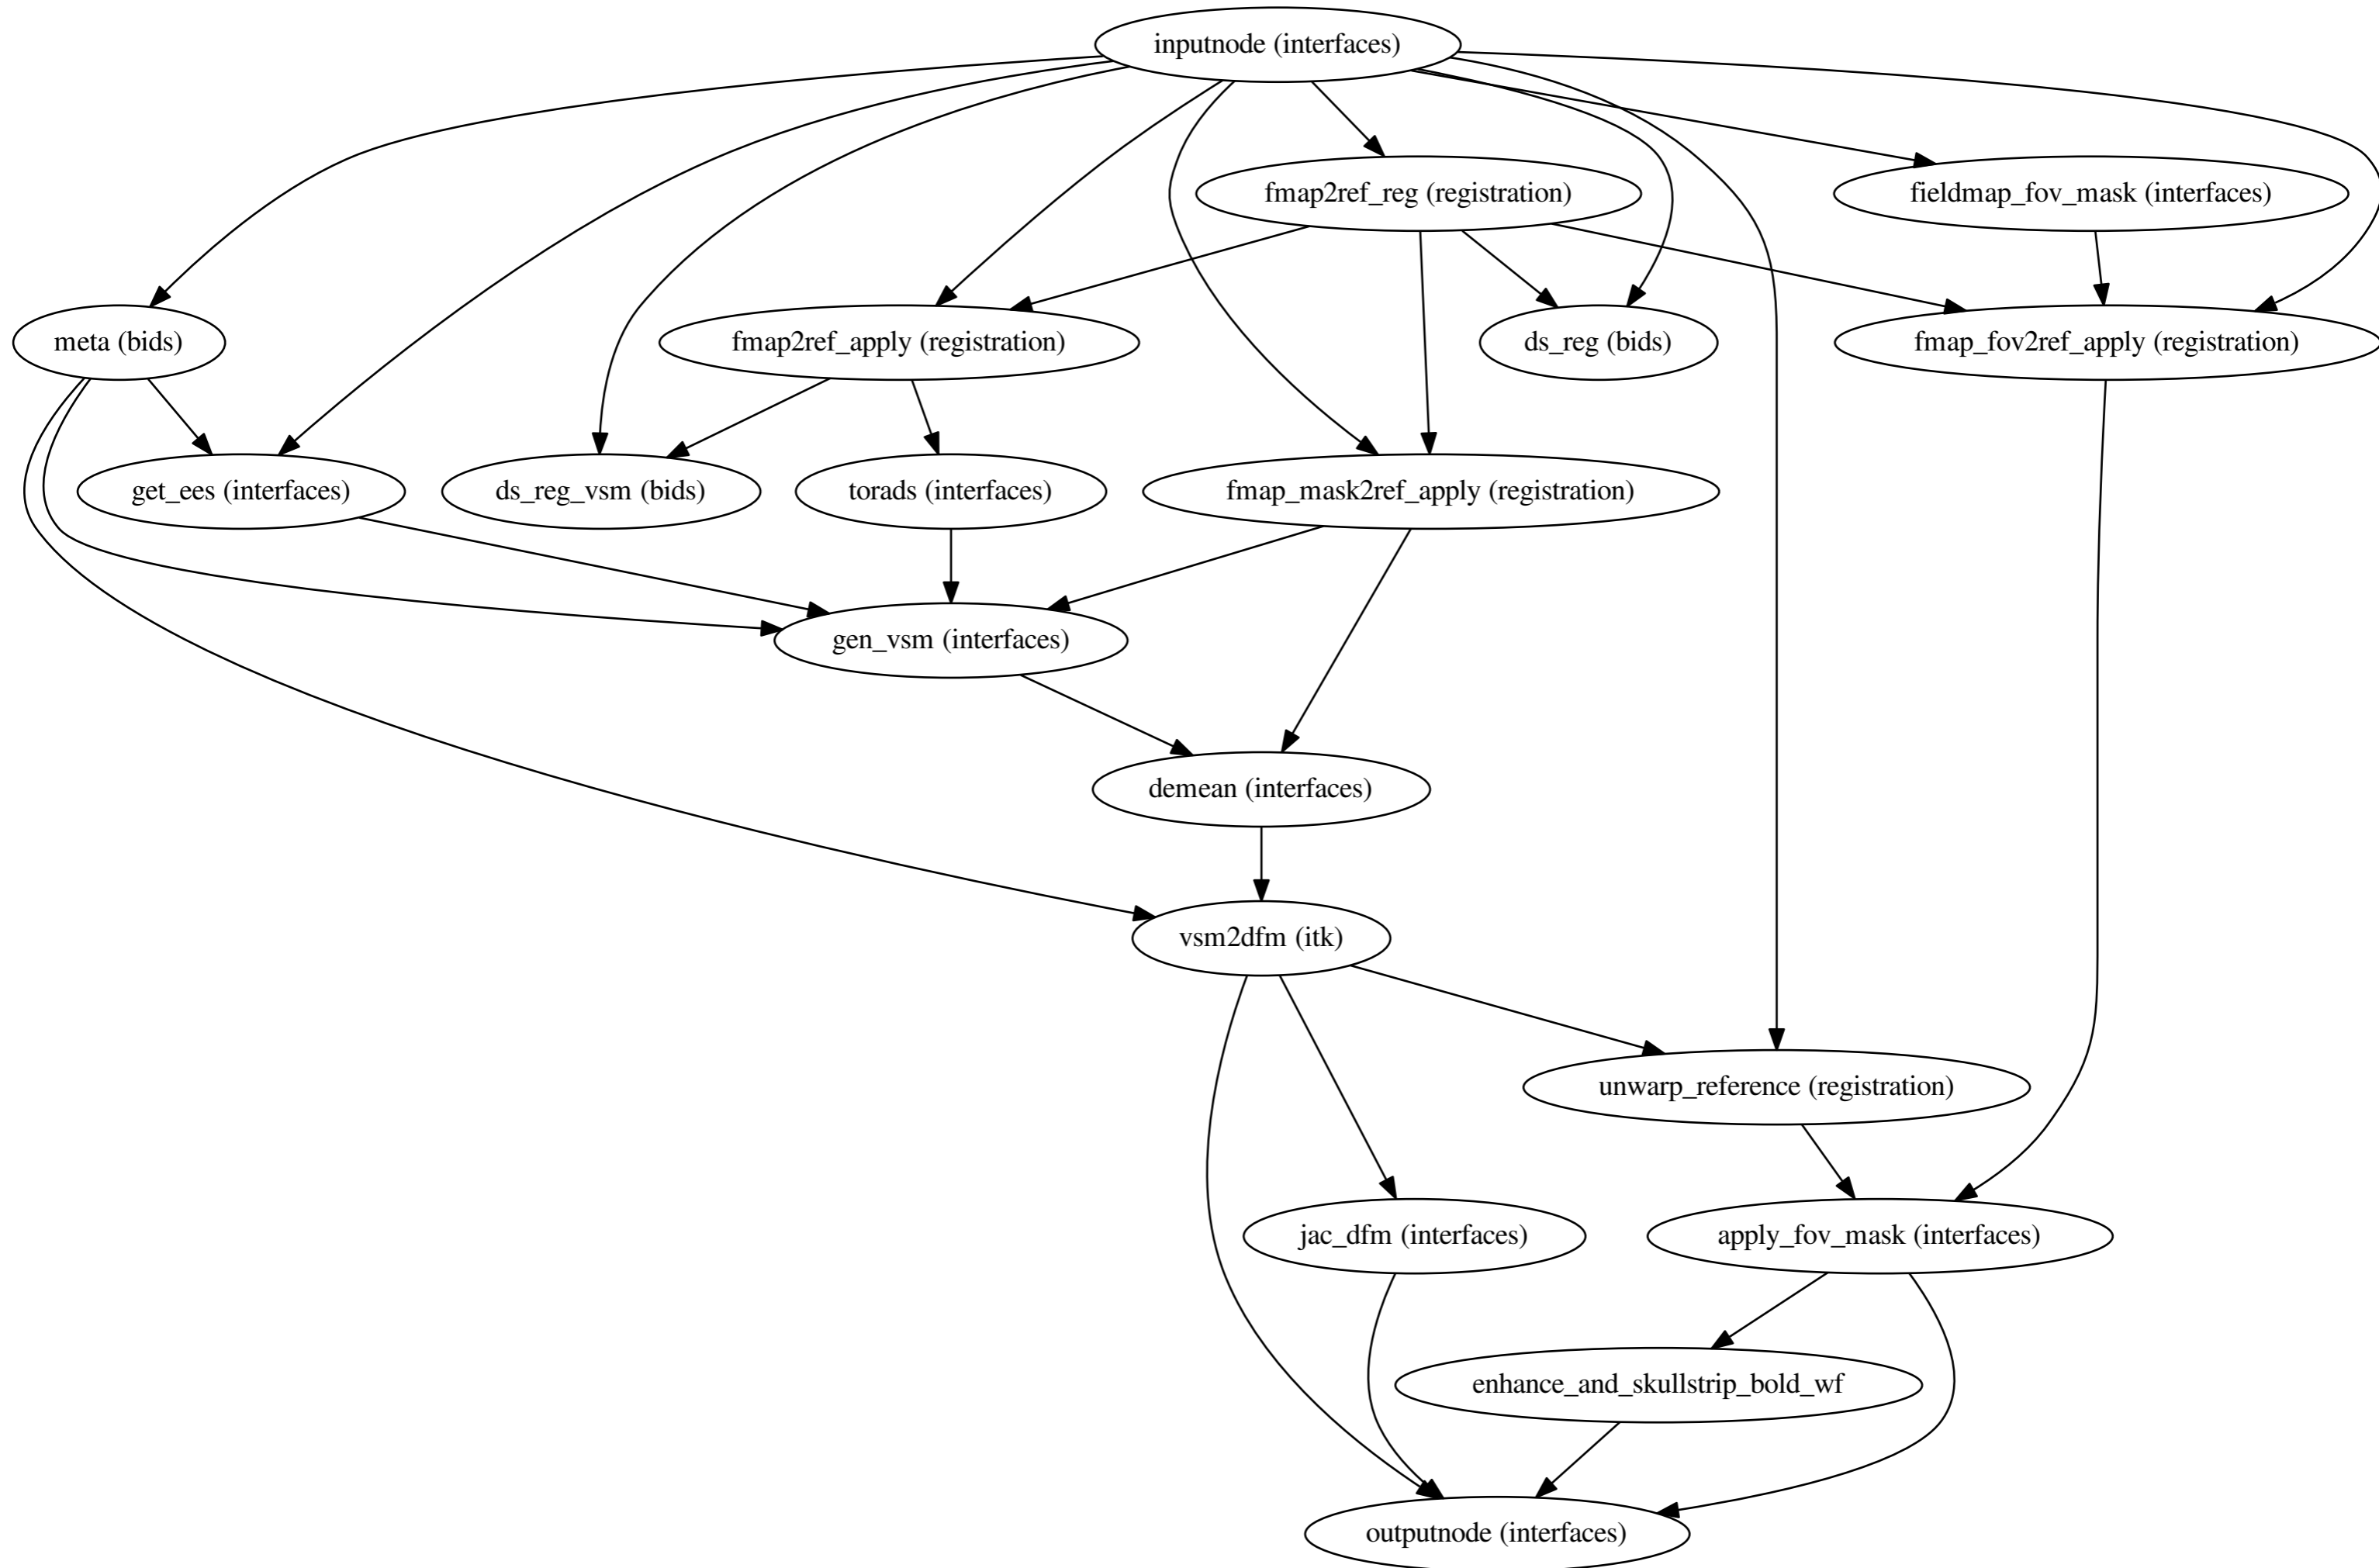 inputnode (interfaces)
fmap2ref_reg (registration)
fieldmap_fov_mask (interfaces)
meta (bids)
fmap2ref_apply (registration)
ds_reg (bids)
fmap_fov2ref_apply (registration)
get_ees (interfaces)
ds_reg_vsm (bids)
torads (interfaces)
fmap_mask2ref_apply (registration)
gen_vsm (interfaces)
demean (interfaces)
vsm2dfm (itk)
unwarp_reference (registration)
jac_dfm (interfaces)
apply_fov_mask (interfaces)
enhance_and_skullstrip_bold_wf
outputnode (interfaces)